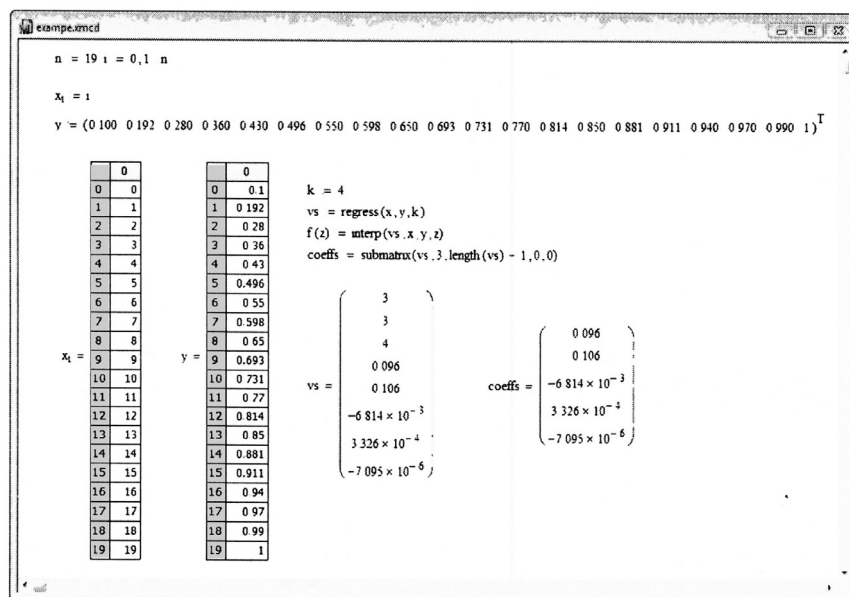 exampe.xmcd
n = 19 ı = 0,1 n
x₁ = ı
y = (0 100 0 192 0 280 0 360 0 430 0 496 0 550 0 598 0 650 0 693 0 731 0 770 0 814 0 850 0 881 0 911 0 940 0 970 0 990 1)ᵀ
x₁ =
0
0 0
1 1
2 2
3 3
4 4
5 5
6 6
7 7
8 8
9 9
10 10
11 11
12 12
13 13
14 14
15 15
16 16
17 17
18 18
19 19
y =
0
0 0.1
1 0 192
2 0 28
3 0 36
4 0 43
5 0.496
6 0 55
7 0.598
8 0 65
9 0.693
10 0.731
11 0.77
12 0.814
13 0.85
14 0.881
15 0.911
16 0 94
17 0.97
18 0.99
19 1
k = 4
vs = regress(x,y,k)
f(z) = interp(vs,x,y,z)
coeffs = submatrix(vs,3,length(vs) - 1,0,0)
vs =
3
3
4
0 096
0 106
-6 814 × 10⁻³
3 326 × 10⁻⁴
-7 095 × 10⁻⁶
coeffs =
0 096
0 106
-6 814 × 10⁻³
3 326 × 10⁻⁴
-7 095 × 10⁻⁶